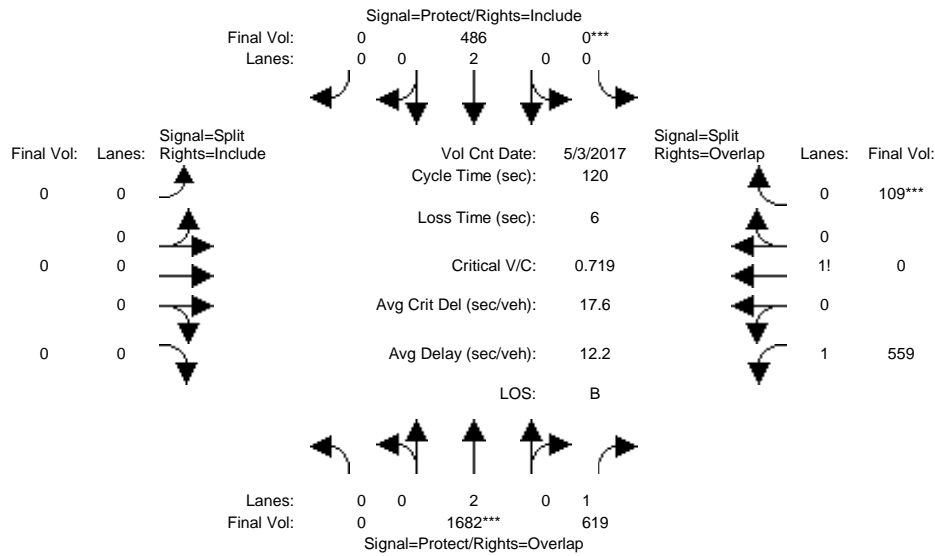 Signal=Protect/Rights=Include
Final Vol: 0 486 0***
Lanes: 0 0 2 0 0
Signal=Split Signal=Split
Final Vol: Lanes: Rights=Include Vol Cnt Date: 5/3/2017 Rights=Overlap Lanes: Final Vol:
Cycle Time (sec): 120
0 0 0 109***
Loss Time (sec): 6
0 0
0 0 Critical V/C: 0.719 1! 0
0 Avg Crit Del (sec/veh): 17.6 0
0 0 Avg Delay (sec/veh): 12.2 1 559
LOS: B
Lanes: 0 0 2 0 1
Final Vol: 0 1682*** 619
Signal=Protect/Rights=Overlap